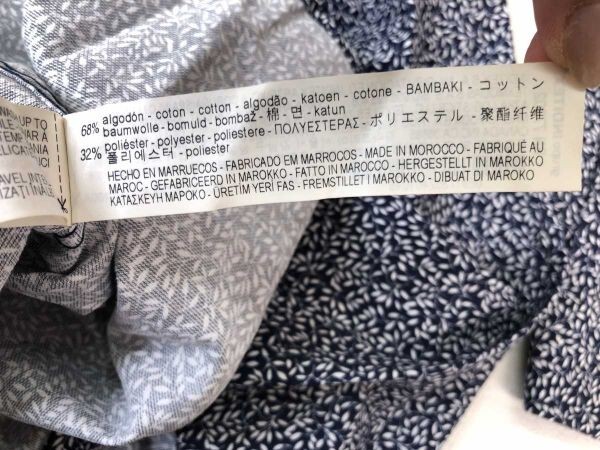 68% algodón - coton - cotton - algodão - katoen - cotone - BAMBAKI - コットン
baumwolle - bomuld - bombaž - 棉 - 면 - katun
32% polièster - polyester - poliestere - ΠΟΛΥΕΣΤΕΡΑΣ - ポリエステル - 聚酯纤维
폴리에스터 - poliester
HECHO EN MARRUECOS - FABRICADO EM MARROCOS - MADE IN MOROCCO - FABRIQUÉ AU
MAROC - GEFABRICEERD IN MAROKKO - FATTO IN MAROCCO - HERGESTELLT IN MAROKKO
ΚΑΤΑΣΚΕΥΗ ΜΑΡΟΚΟ - ÜRETİM YERİ FAS - FREMSTILLET I MAROKKO - DIBUAT DI MAROKO